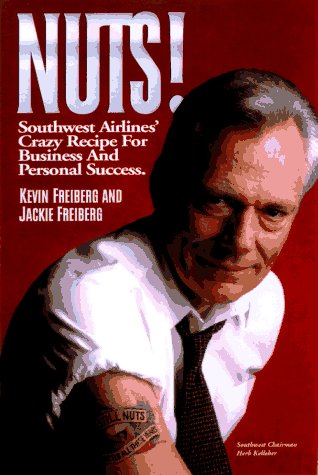 NUTS!
Southwest Airlines'
Crazy Recipe For
Business And
Personal Success.
KEVIN FREIBERG AND
JACKIE FREIBERG
NUTS
Southwest Chairman
Herb Kelleher